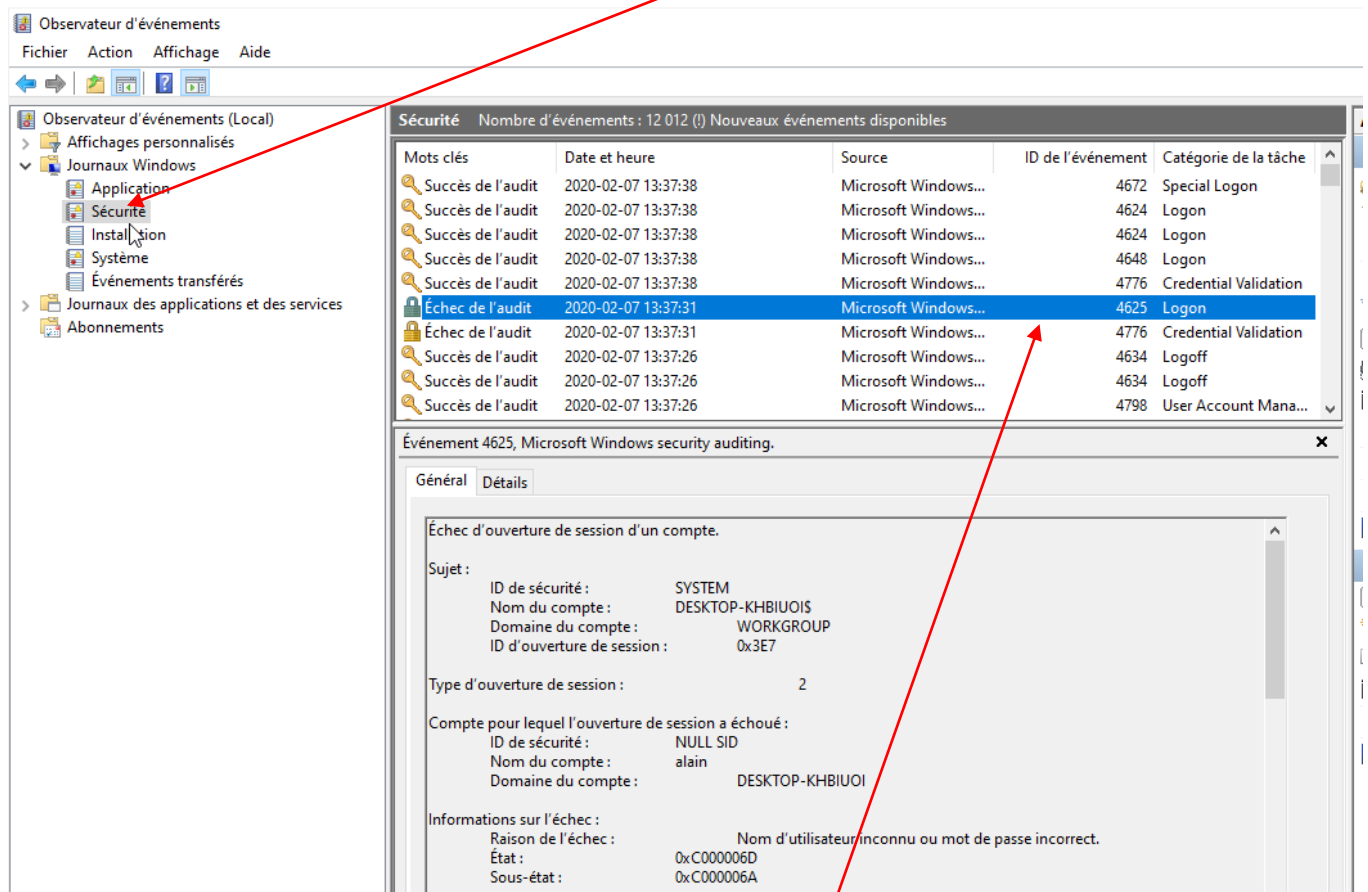 Observateur d'événements
Fichier Action Affichage Aide
Observateur d'événements (Local)
Affichages personnalisés
Journaux Windows
Application
Sécurité
Installation
Système
Événements transférés
Journaux des applications et des services
Abonnements
Sécurité Nombre d'événements : 12 012 (!) Nouveaux événements disponibles
Mots clés Date et heure Source ID de l'événement Catégorie de la tâche
Succès de l'audit 2020-02-07 13:37:38 Microsoft Windows... 4672 Special Logon
Succès de l'audit 2020-02-07 13:37:38 Microsoft Windows... 4624 Logon
Succès de l'audit 2020-02-07 13:37:38 Microsoft Windows... 4624 Logon
Succès de l'audit 2020-02-07 13:37:38 Microsoft Windows... 4648 Logon
Succès de l'audit 2020-02-07 13:37:38 Microsoft Windows... 4776 Credential Validation
Échec de l'audit 2020-02-07 13:37:31 Microsoft Windows... 4625 Logon
Échec de l'audit 2020-02-07 13:37:31 Microsoft Windows... 4776 Credential Validation
Succès de l'audit 2020-02-07 13:37:26 Microsoft Windows... 4634 Logoff
Succès de l'audit 2020-02-07 13:37:26 Microsoft Windows... 4634 Logoff
Succès de l'audit 2020-02-07 13:37:26 Microsoft Windows... 4798 User Account Mana...
Événement 4625, Microsoft Windows security auditing.
Général Détails
Échec d'ouverture de session d'un compte.
Sujet :
ID de sécurité : SYSTEM
Nom du compte : DESKTOP-KHBIUOI$
Domaine du compte : WORKGROUP
ID d'ouverture de session : 0x3E7
Type d'ouverture de session : 2
Compte pour lequel l'ouverture de session a échoué :
ID de sécurité : NULL SID
Nom du compte : alain
Domaine du compte : DESKTOP-KHBIUOI
Informations sur l'échec :
Raison de l'échec : Nom d'utilisateur inconnu ou mot de passe incorrect.
État : 0xC000006D
Sous-état : 0xC000006A